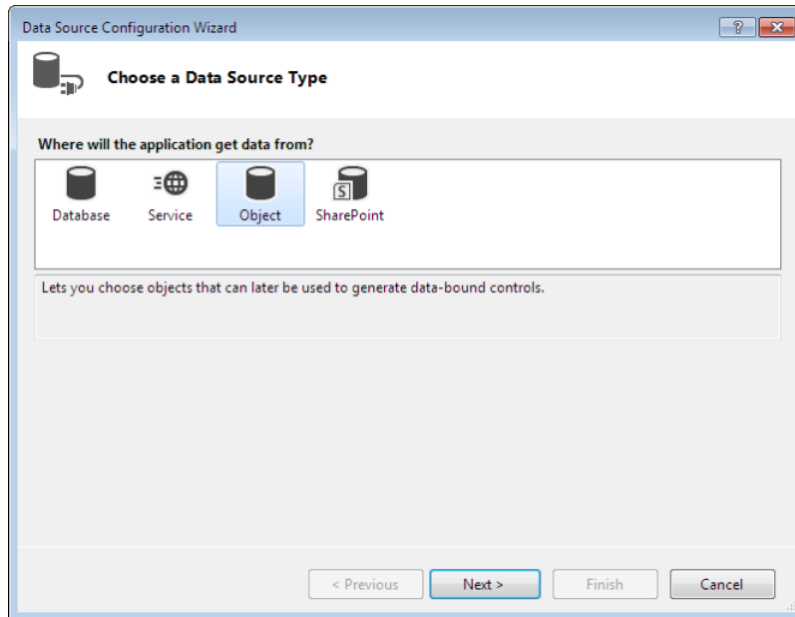 Data Source Configuration Wizard
Choose a Data Source Type
Where will the application get data from?
Database Service Object SharePoint
Lets you choose objects that can later be used to generate data-bound controls.
< Previous Next > Finish Cancel